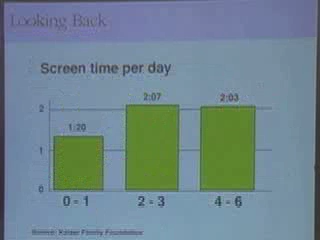 Looking Back
Screen time per day
2:07
2:03
1:20
2
1
0
0 - 1
2 - 3
4 - 6
Source: Kaiser Family Foundation